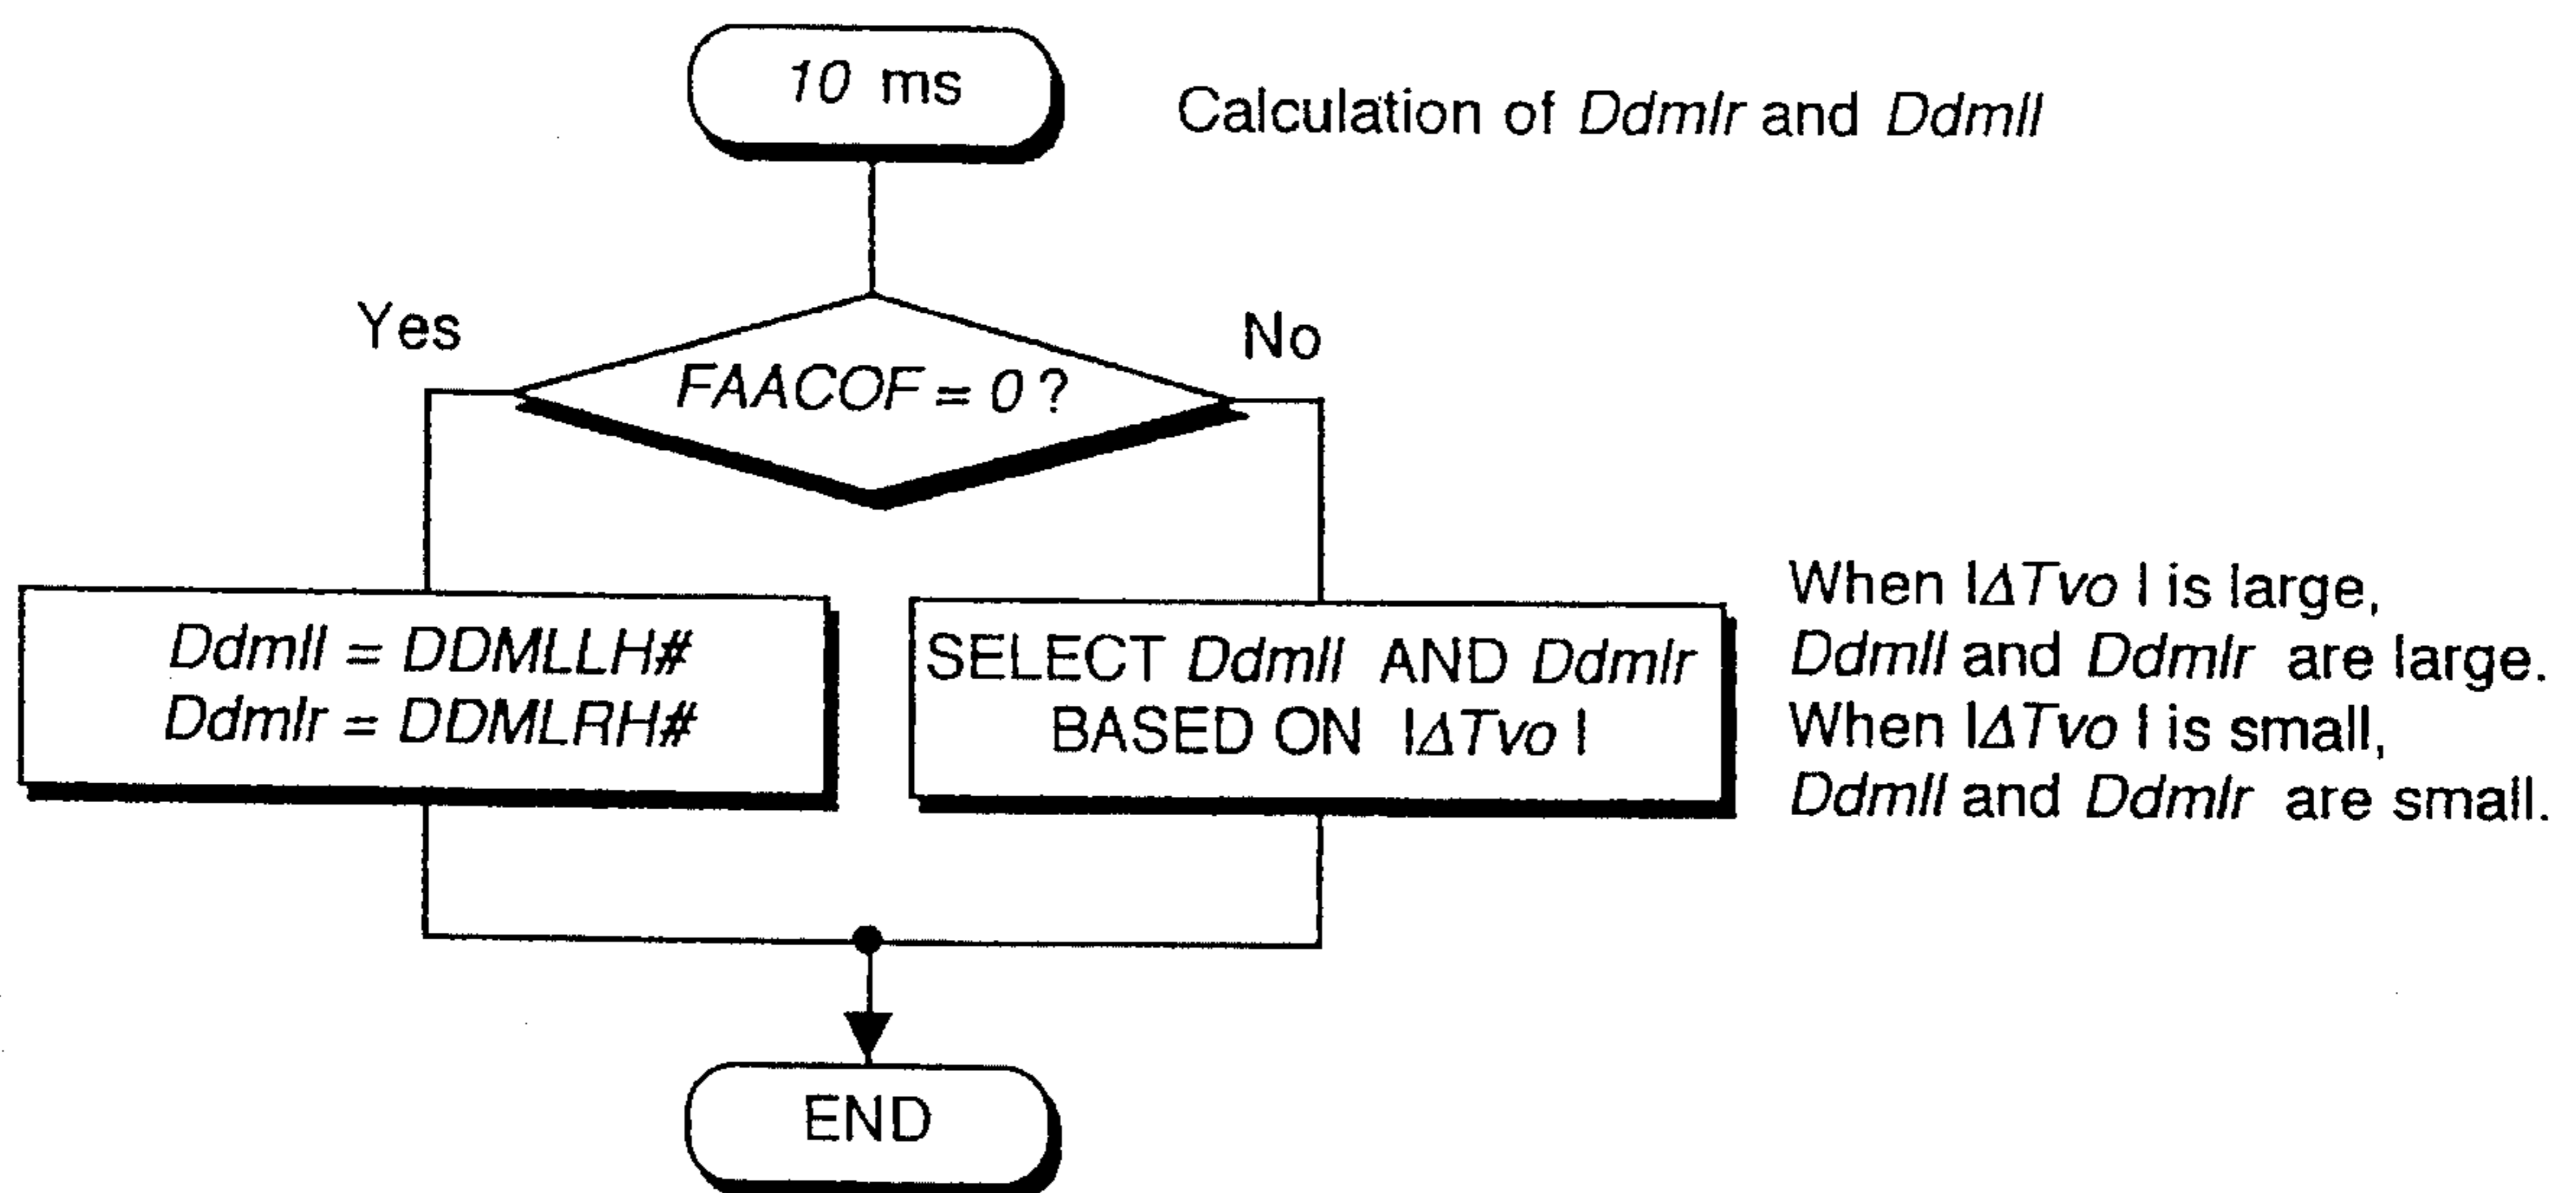 10 ms
Calculation of Ddmlr and Ddmll
Yes
No
FAACOF = 0 ?
Ddmll = DDMLLH#
Ddmlr = DDMLRH#
SELECT Ddmll AND Ddmlr
BASED ON |ΔTvo|
When |ΔTvo| is large,
Ddmll and Ddmlr are large.
When |ΔTvo| is small,
Ddmll and Ddmlr are small.
END